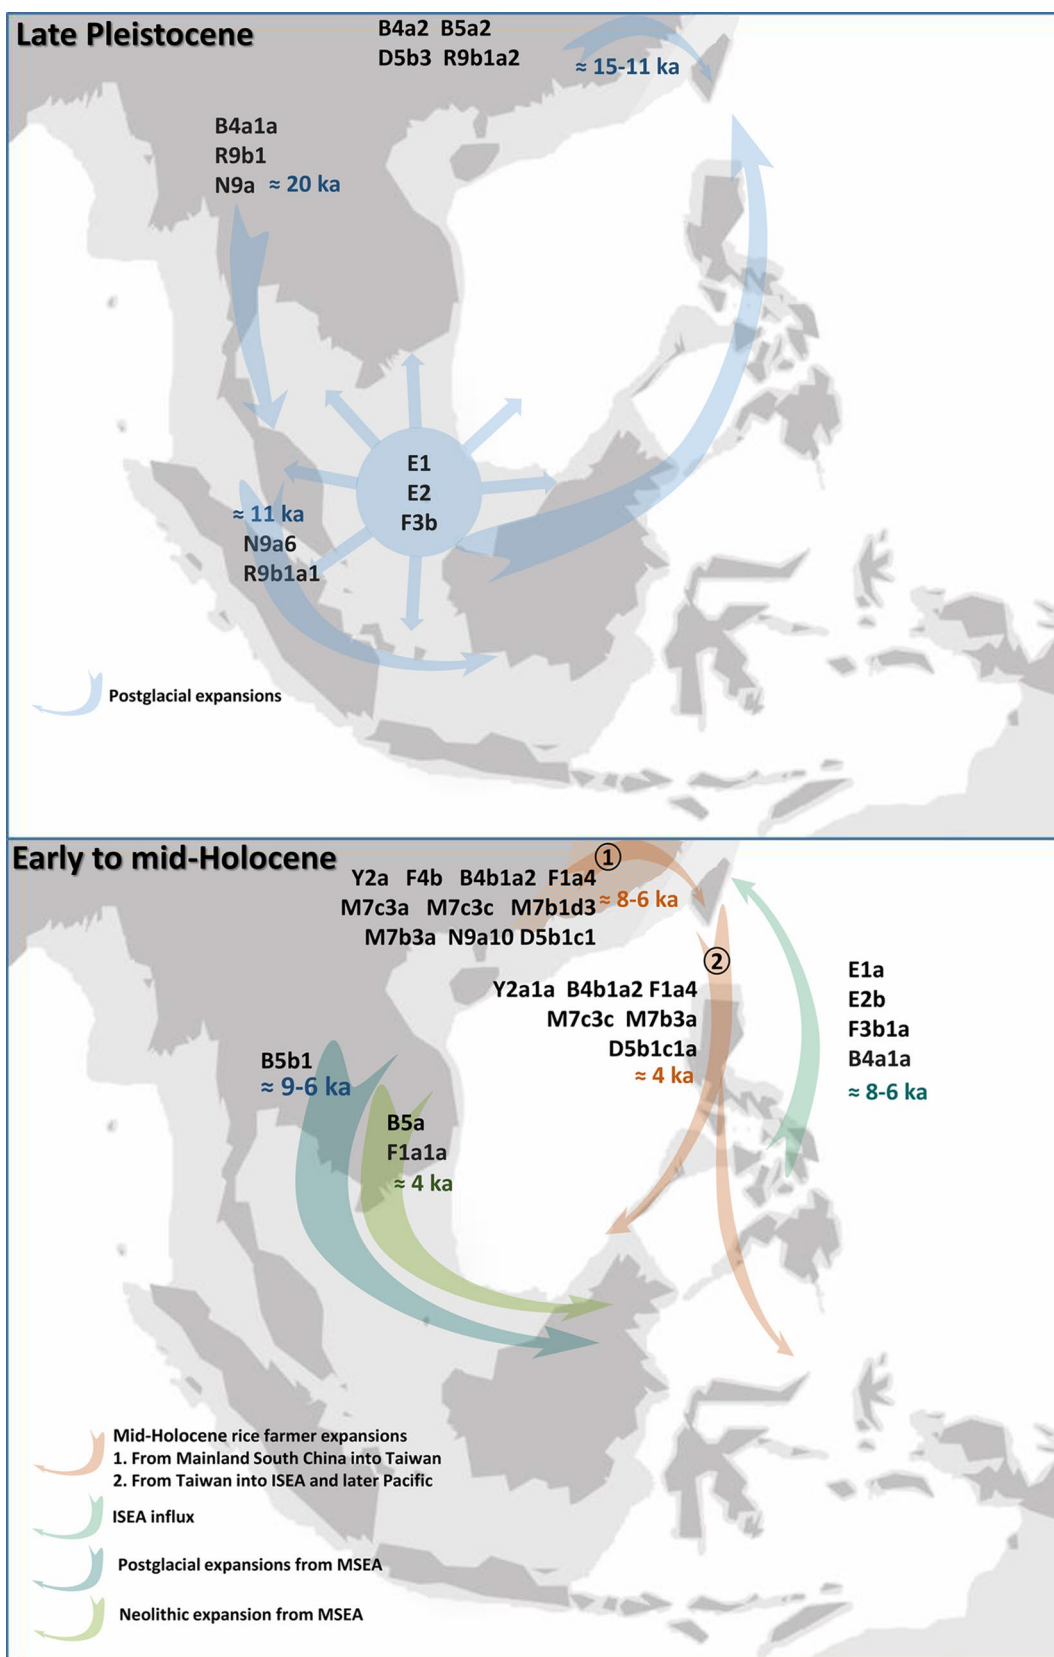 Late Pleistocene
B4a2 B5a2
D5b3 R9b1a2
≈ 15-11 ka
B4a1a
R9b1
N9a ≈ 20 ka
E1
E2
F3b
≈ 11 ka
N9a6
R9b1a1
Postglacial expansions
Early to mid-Holocene
1
Y2a F4b B4b1a2 F1a4
M7c3a M7c3c M7b1d3 ≈ 8-6 ka
M7b3a N9a10 D5b1c1
2
Y2a1a B4b1a2 F1a4
M7c3c M7b3a
D5b1c1a
≈ 4 ka
E1a
E2b
F3b1a
B4a1a
≈ 8-6 ka
B5b1
≈ 9-6 ka
B5a
F1a1a
≈ 4 ka
Mid-Holocene rice farmer expansions
1. From Mainland South China into Taiwan
2. From Taiwan into ISEA and later Pacific
ISEA influx
Postglacial expansions from MSEA
Neolithic expansion from MSEA